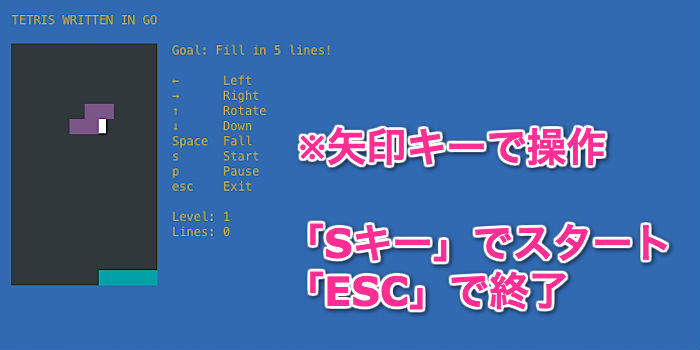 TETRIS WRITTEN IN GO
Goal: Fill in 5 lines!
← Left
→ Right
↑ Rotate
↓ Down
Space Fall
s Start
p Pause
esc Exit
Level: 1
Lines: 0
※矢印キーで操作
「Sキー」でスタート
「ESC」で終了